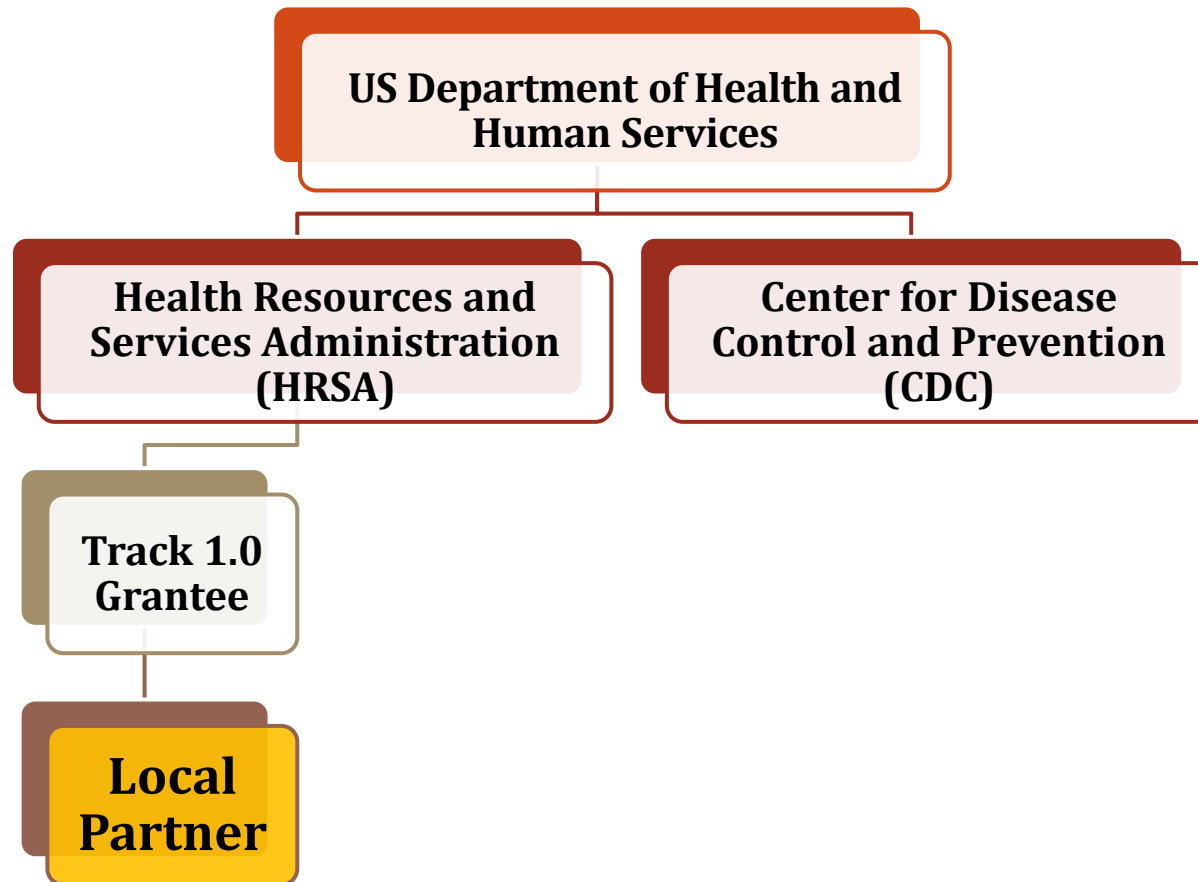 US Department of Health and
Human Services
Health Resources and
Services Administration
(HRSA)
Center for Disease
Control and Prevention
(CDC)
Track 1.0
Grantee
Local
Partner